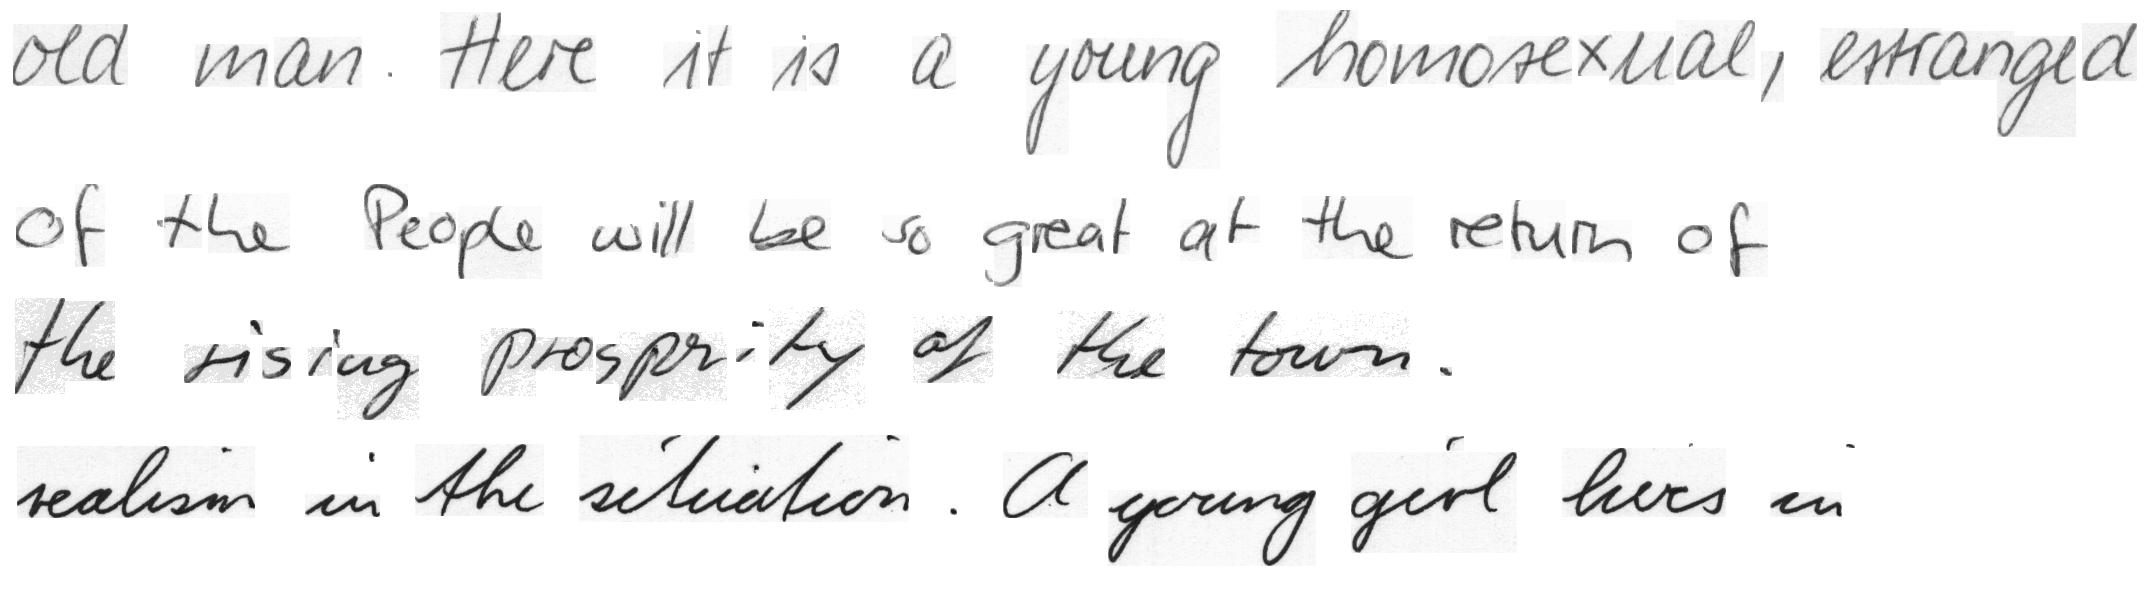 old man. Here it is a young homosexual, estranged
of the People will be so great at the return of
the rising prosprity of the town.
realism in the situation. A young girl lives in